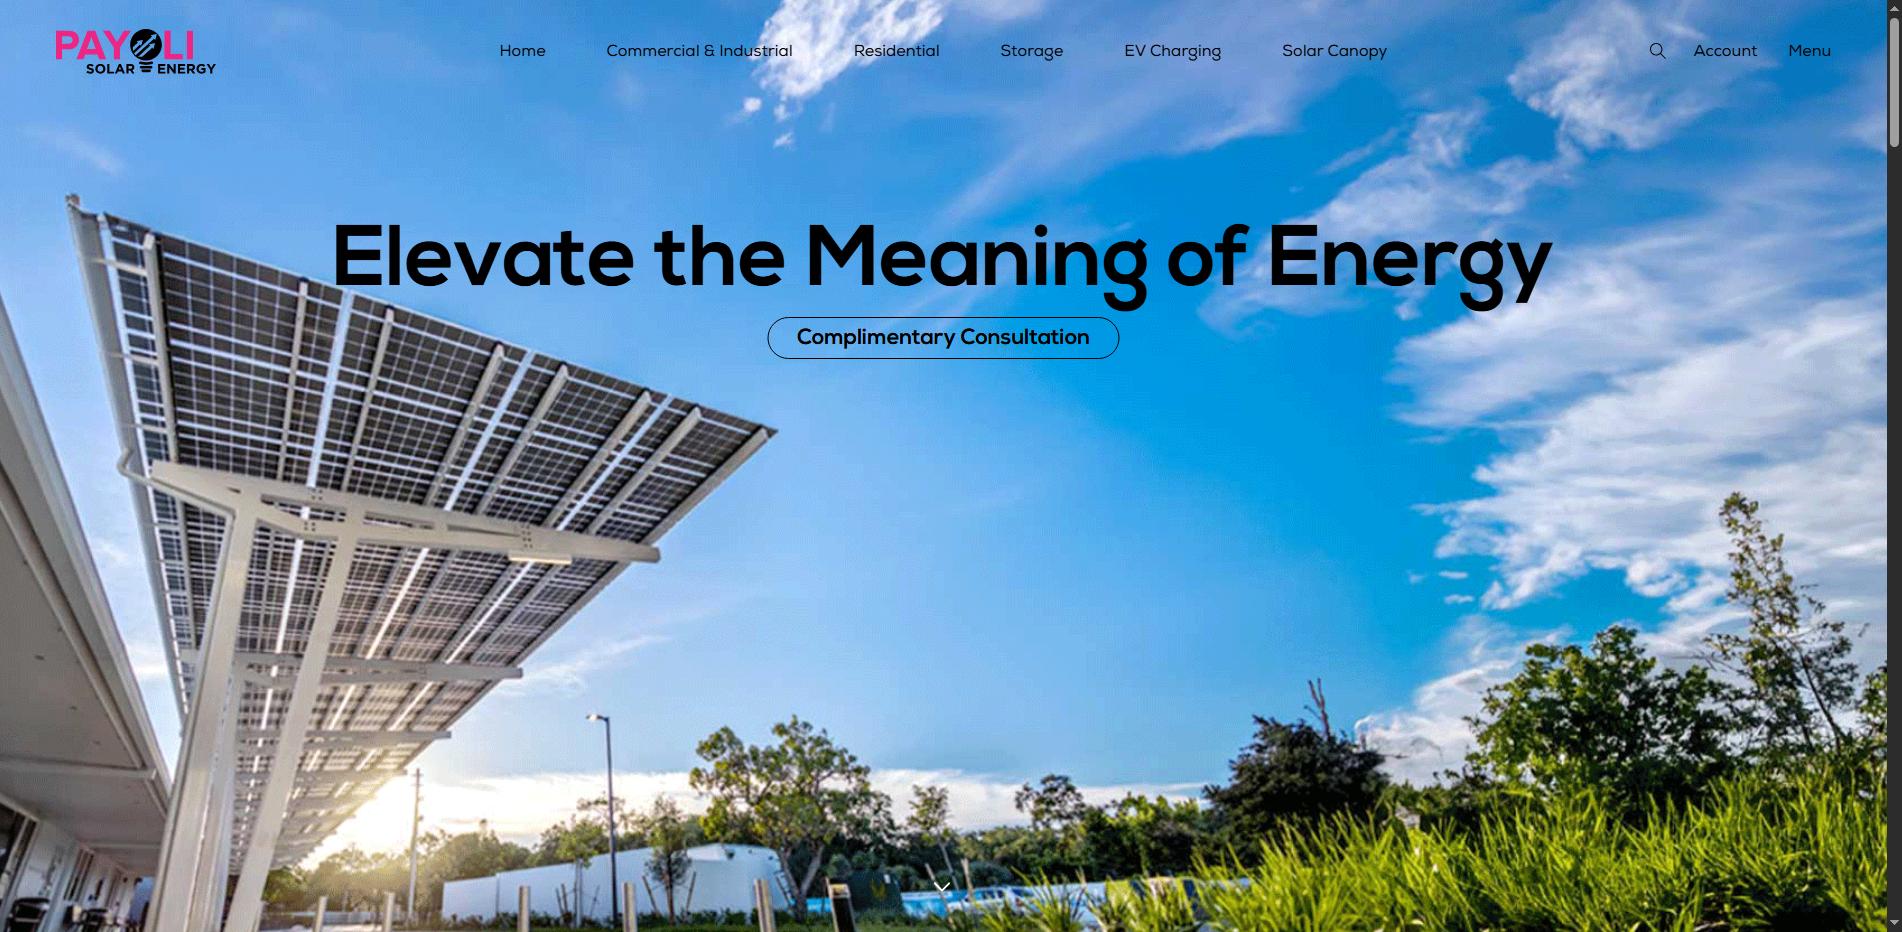 PAYOLI
SOLAR ENERGY
Home
Commercial & Industrial
Residential
Storage
EV Charging
Solar Canopy
Account
Menu
Elevate the Meaning of Energy
Complimentary Consultation